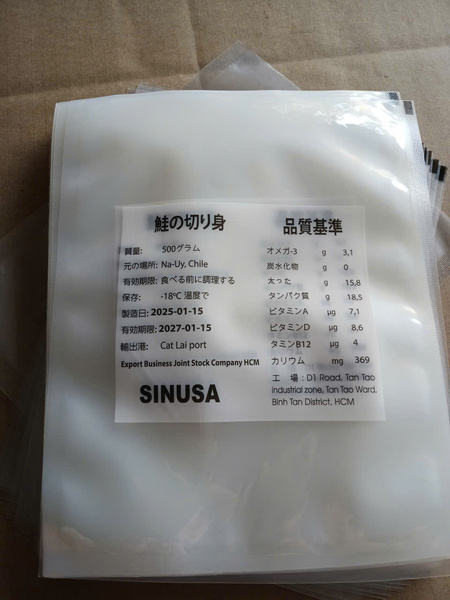 鮭の切り身
質量: 500グラム
元の場所: Na-Uy, Chile
有効期限: 食べる前に調理する
保存: -18℃ 温度で
製造日: 2025-01-15
有効期限: 2027-01-15
輸出港: Cat Lai port
Export Business Joint Stock Company HCM
SINUSA
品質基準
オメガ-3 g 3,1
炭水化物 g 0
太った g 15,8
タンパク質 g 18,5
ビタミンA μg 7,1
ビタミンD μg 8,6
タミンB12 μg 4
カリウム mg 369
工 場 : D1 Road, Tan Tao
industrial zone, Tan Tao Ward,
Binh Tan District, HCM